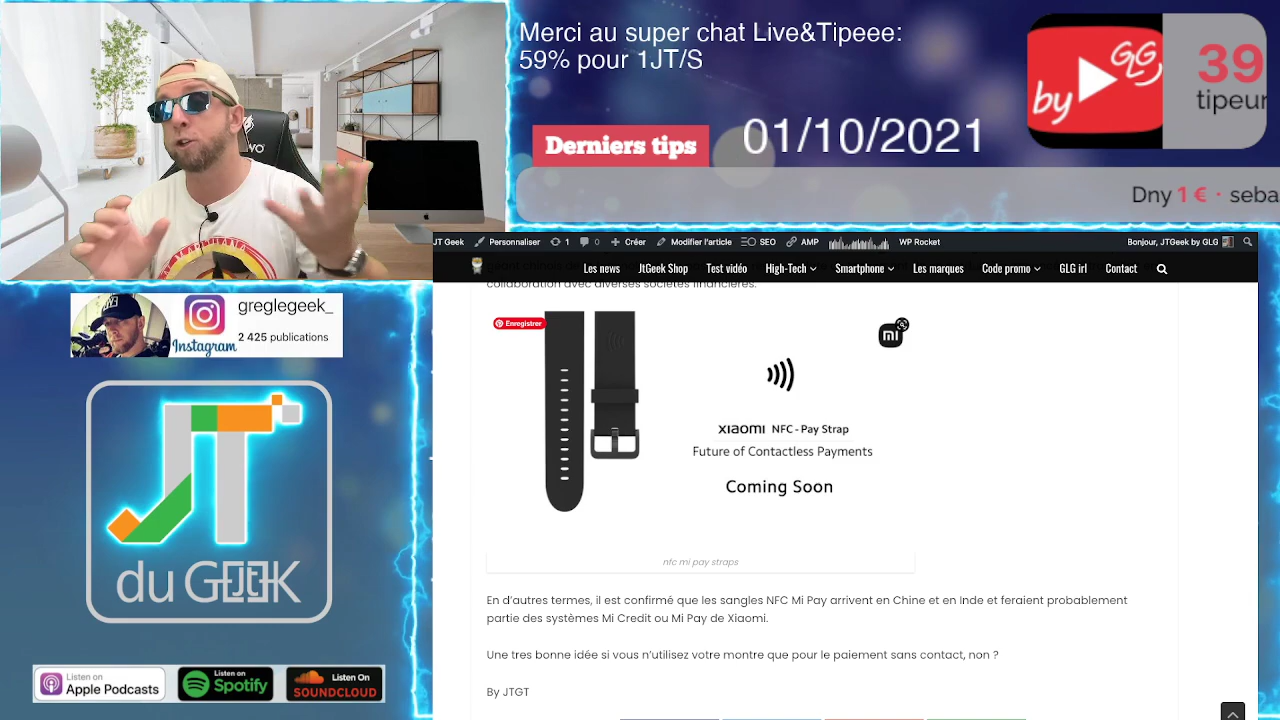 Merci au super chat Live&Tipeee:
59% pour 1JT/S
by
GLG
39
tipeur
Derniers tips
01/10/2021
Dny 1 € · seba
JT Geek Personnaliser 1 0 Créer Modifier l'article SEO AMP WP Rocket Bonjour, JTGeek by GLG
Les news JtGeek Shop Test vidéo High-Tech Smartphone Les marques Code promo GLG irl Contact
collaboration avec diverses sociétés financières.
Enregistrer
mi
xiaomi NFC - Pay Strap
Future of Contactless Payments
Coming Soon
nfc mi pay straps
En d'autres termes, il est confirmé que les sangles NFC Mi Pay arrivent en Chine et en Inde et feraient probablement
partie des systèmes Mi Credit ou Mi Pay de Xiaomi.
Une tres bonne idée si vous n'utilisez votre montre que pour le paiement sans contact, non ?
By JTGT
greglegeek_
Instagram
2 425 publications
JT
du GEEK
Listen on
Apple Podcasts
Listen on
Spotify
Listen On
SOUNDCLOUD